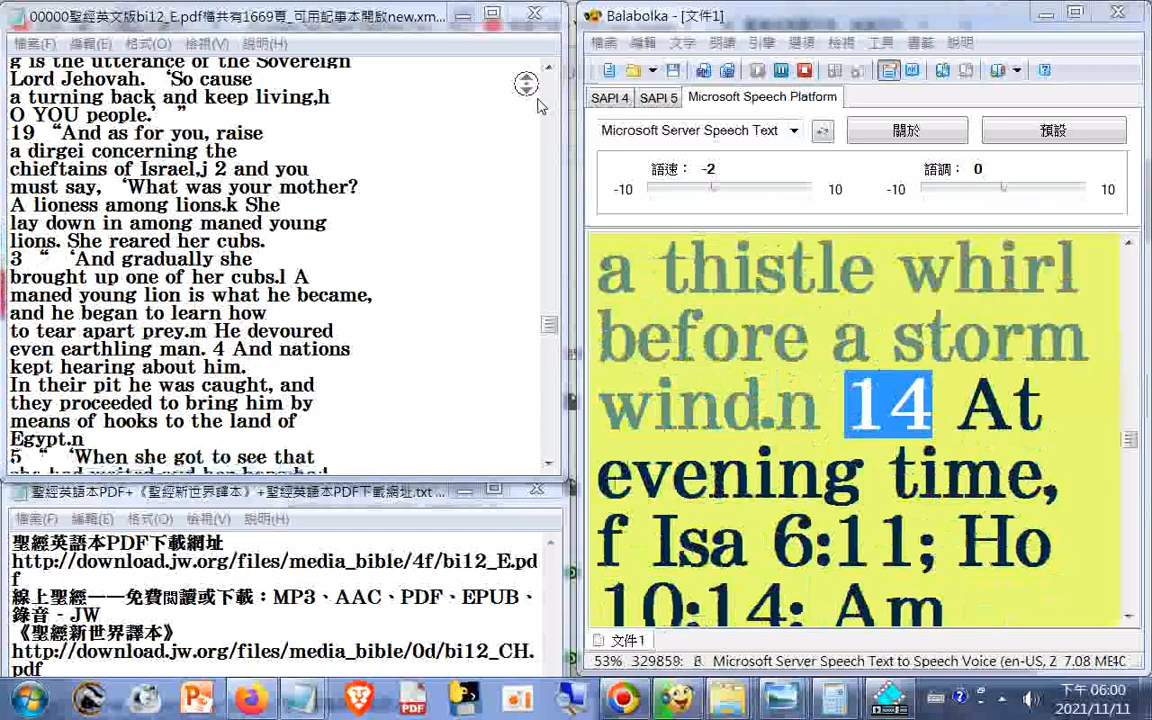 00000聖經英文版bi12_E.pdf檔共有1669頁_可用記事本開啟new.xm...
檔案(F) 編輯(E) 格式(O) 檢視(V) 說明(H)
g is the utterance of the Sovereign
Lord Jehovah. ‘So cause
a turning back and keep living,h
O YOU people.’ ”
19 “And as for you, raise
a dirgei concerning the
chieftains of Israel,j 2 and you
must say, ‘What was your mother?
A lioness among lions.k She
lay down in among maned young
lions. She reared her cubs.
3 “ ‘And gradually she
brought up one of her cubs.l A
maned young lion is what he became,
and he began to learn how
to tear apart prey.m He devoured
even earthling man. 4 And nations
kept hearing about him.
In their pit he was caught, and
they proceeded to bring him by
means of hooks to the land of
Egypt.n
5 “ ‘When she got to see that
聖經英語本PDF+《聖經新世界譯本》+聖經英語本PDF下載網址.txt ...
檔案(F) 編輯(E) 格式(O) 檢視(V) 說明(H)
聖經英語本PDF下載網址
http://download.jw.org/files/media_bible/4f/bi12_E.pd
f
線上聖經──免費閱讀或下載：MP3、AAC、PDF、EPUB、
錄音 - JW
《聖經新世界譯本》
http://download.jw.org/files/media_bible/0d/bi12_CH.
pdf
Balabolka - [文件1]
檔案 編輯 文字 朗讀 引擎 選項 檢視 工具 書籤 說明
SAPI 4 SAPI 5 Microsoft Speech Platform
Microsoft Server Speech Text 關於 預設
語速： -2 語調： 0
-10 10 -10 10
a thistle whirl
before a storm
wind.n 14 At
evening time,
f Isa 6:11; Ho
10:14; Am
文件1
53% 329859: Microsoft Server Speech Text to Speech Voice (en-US, Z 7.08
下午 06:00
2021/11/11